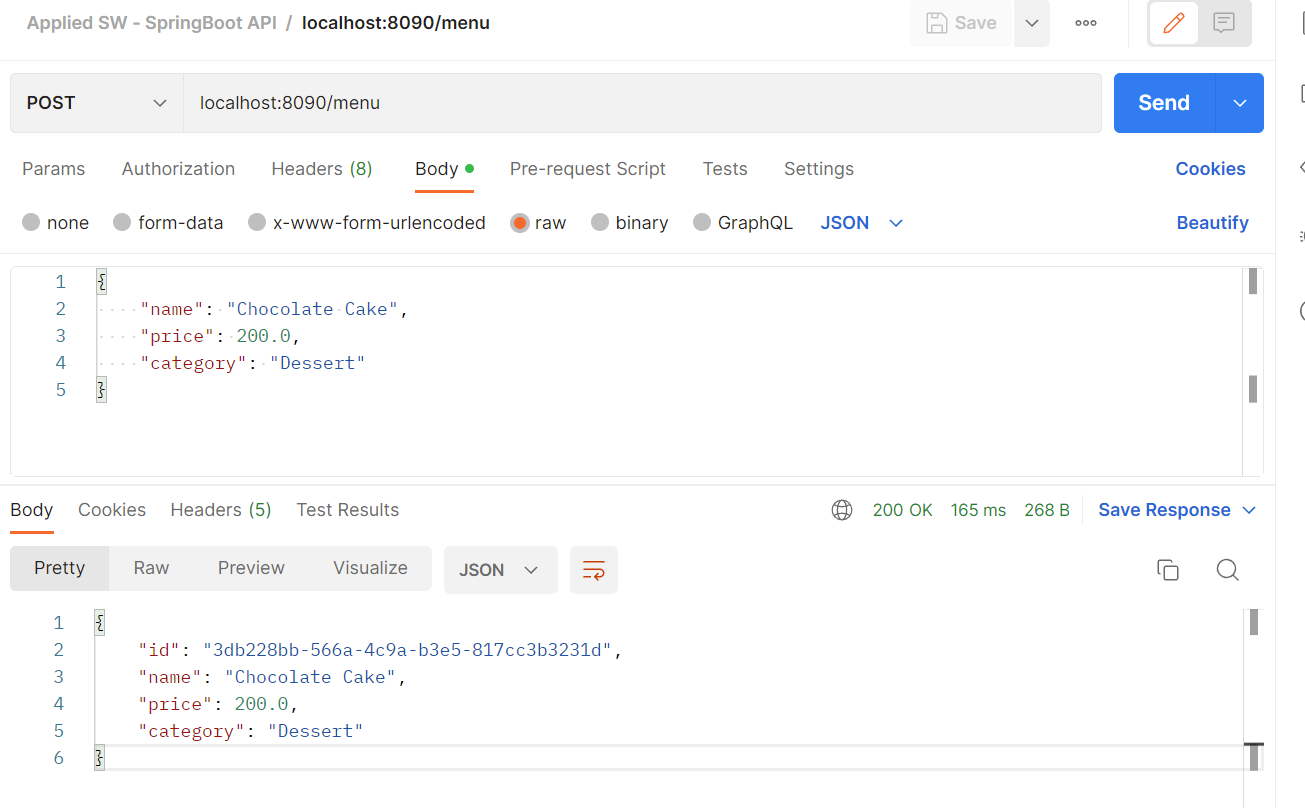 Applied SW - SpringBoot API / localhost:8090/menu Save
POST localhost:8090/menu Send
Params Authorization Headers (8) Body Pre-request Script Tests Settings Cookies
none form-data x-www-form-urlencoded raw binary GraphQL JSON Beautify
1 {
2 "name": "Chocolate Cake",
3 "price": 200.0,
4 "category": "Dessert"
5 }
Body Cookies Headers (5) Test Results 200 OK 165 ms 268 B Save Response
Pretty Raw Preview Visualize JSON
1 {
2 "id": "3db228bb-566a-4c9a-b3e5-817cc3b3231d",
3 "name": "Chocolate Cake",
4 "price": 200.0,
5 "category": "Dessert"
6 }